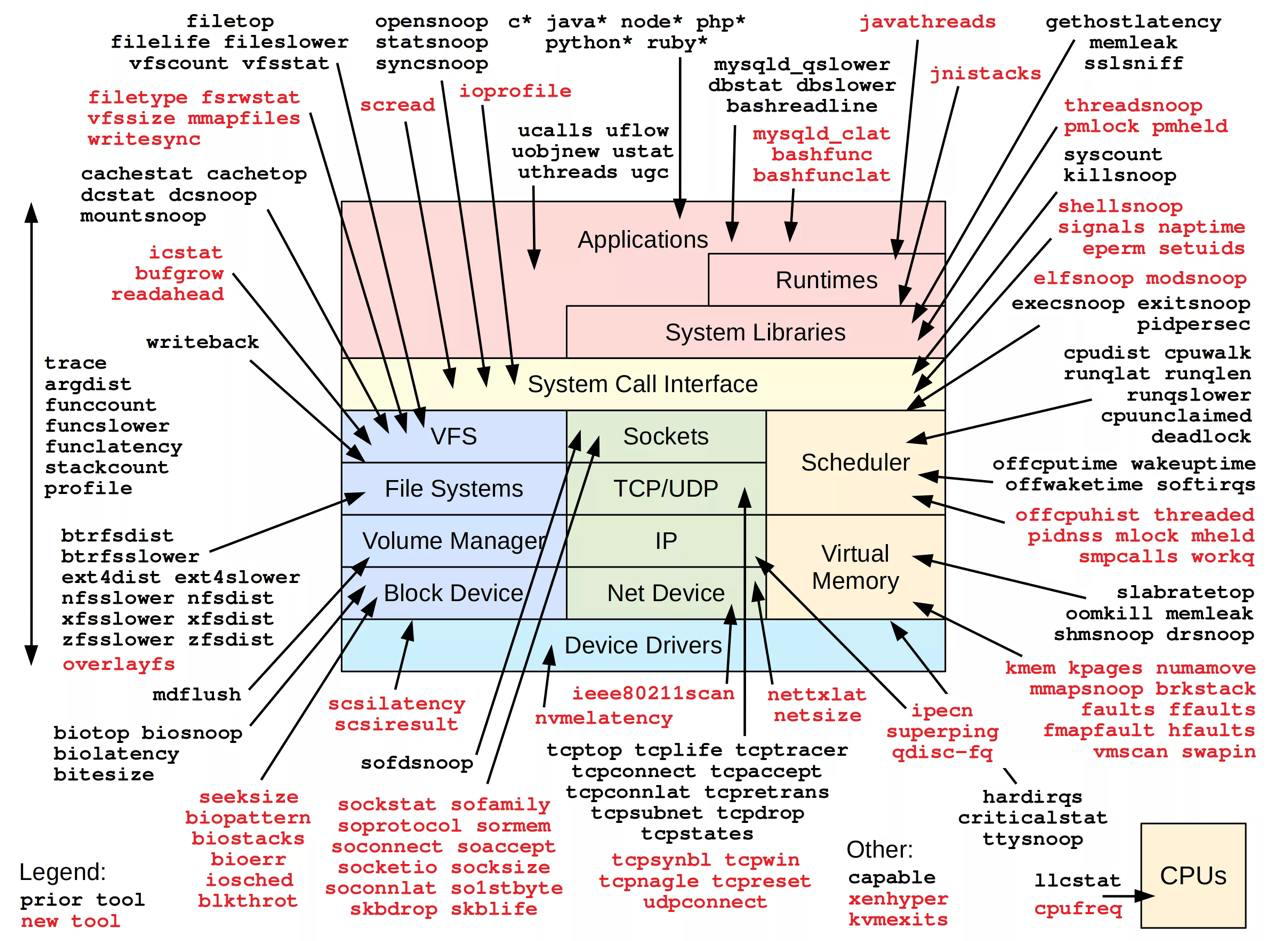 filetop
filelife fileslower
vfscount vfsstat
opensnoop
statsnoop
syncsnoop
c* java* node* php*
python* ruby*
javathreads
gethostlatency
memleak
sslsniff
filetype fsrwstat
vfssize mmapfiles
writesync
scread
ioprofile
mysqld_qslower
dbstat dbslower
bashreadline
jnistacks
threadsnoop
pmlock pmheld
ucalls uflow
uobjnew ustat
uthreads ugc
mysqld_clat
bashfunc
bashfunclat
syscount
killsnoop
cachestat cachetop
dcstat dcsnoop
mountsnoop
shellsnoop
signals naptime
eperm setuids
icstat
bufgrow
readahead
elfsnoop modsnoop
execsnoop exitsnoop
pidpersec
writeback
trace
argdist
funccount
funcslower
funclatency
stackcount
profile
Applications
Runtimes
System Libraries
System Call Interface
VFS
Sockets
Scheduler
File Systems
TCP/UDP
Volume Manager
IP
Virtual
Memory
Block Device
Net Device
Device Drivers
cpudist cpuwalk
runqlat runqlen
runqslower
cpuunclaimed
deadlock
offcputime wakeuptime
offwaketime softirqs
offcpuhist threaded
pidnss mlock mheld
smpcalls workq
slabratetop
oomkill memleak
shmsnoop drsnoop
kmem kpages numamove
mmapsnoop brkstack
faults ffaults
fmapfault hfaults
vmscan swapin
btrfsdist
btrfsslower
ext4dist ext4slower
nfsslower nfsdist
xfsslower xfsdist
zfsslower zfsdist
overlayfs
mdflush
biotop biosnoop
biolatency
bitesize
seeksize
biopattern
biostacks
bioerr
iosched
blkthrot
scsilatency
scsiresult
sofdsnoop
sockstat sofamily
soprotocol sormem
soconnect soaccept
socketio socksize
soconnlat so1stbyte
skbdrop skblife
nvmelatency
ieee80211scan
nettxlat
netsize
tcptop tcplife tcptracer
tcpconnect tcpaccept
tcpconnlat tcpretrans
tcpsubnet tcpdrop
tcpstates
tcpsynbl tcpwin
tcpnagle tcpreset
udpconnect
ipecn
superping
qdisc-fq
hardirqs
criticalstat
ttysnoop
Legend:
prior tool
new tool
Other:
capable
xenhyper
kvmexits
llcstat
cpufreq
CPUs